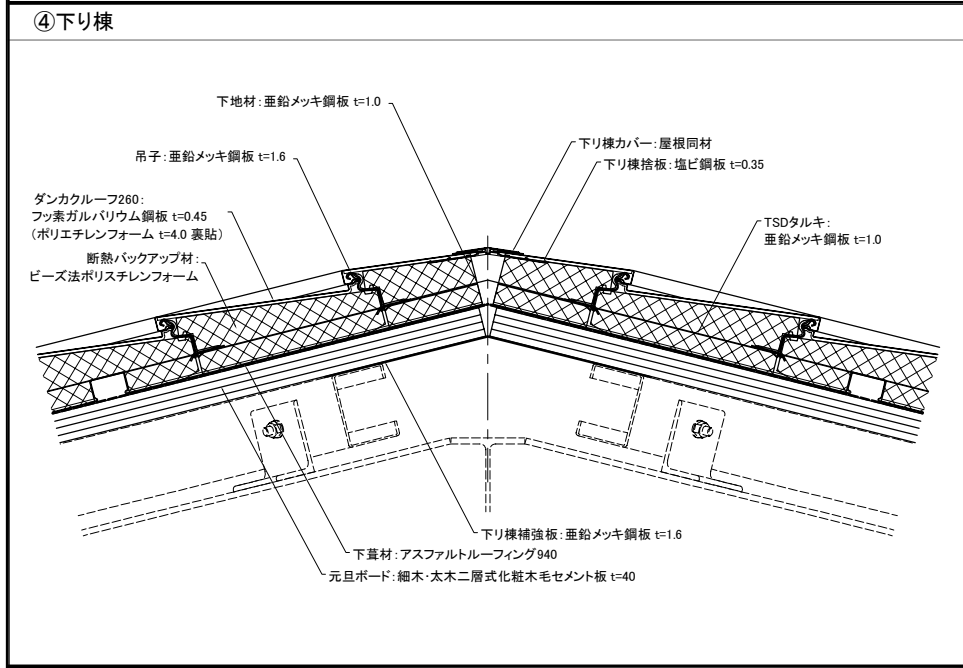 ④下り棟
下地材：亜鉛メッキ鋼板 t=1.0
吊子：亜鉛メッキ鋼板 t=1.6
ダンカクルーフ260：
フッ素ガルバリウム鋼板 t=0.45
（ポリエチレンフォーム t=4.0 裏貼）
断熱バックアップ材：
ビーズ法ポリスチレンフォーム
下り棟カバー：屋根同材
下り棟捨板：塩ビ鋼板 t=0.35
TSDタルキ：
亜鉛メッキ鋼板 t=1.0
下り棟補強板：亜鉛メッキ鋼板 t=1.6
下葺材：アスファルトルーフィング940
元旦ボード：細木・太木二層式化粧木毛セメント板 t=40